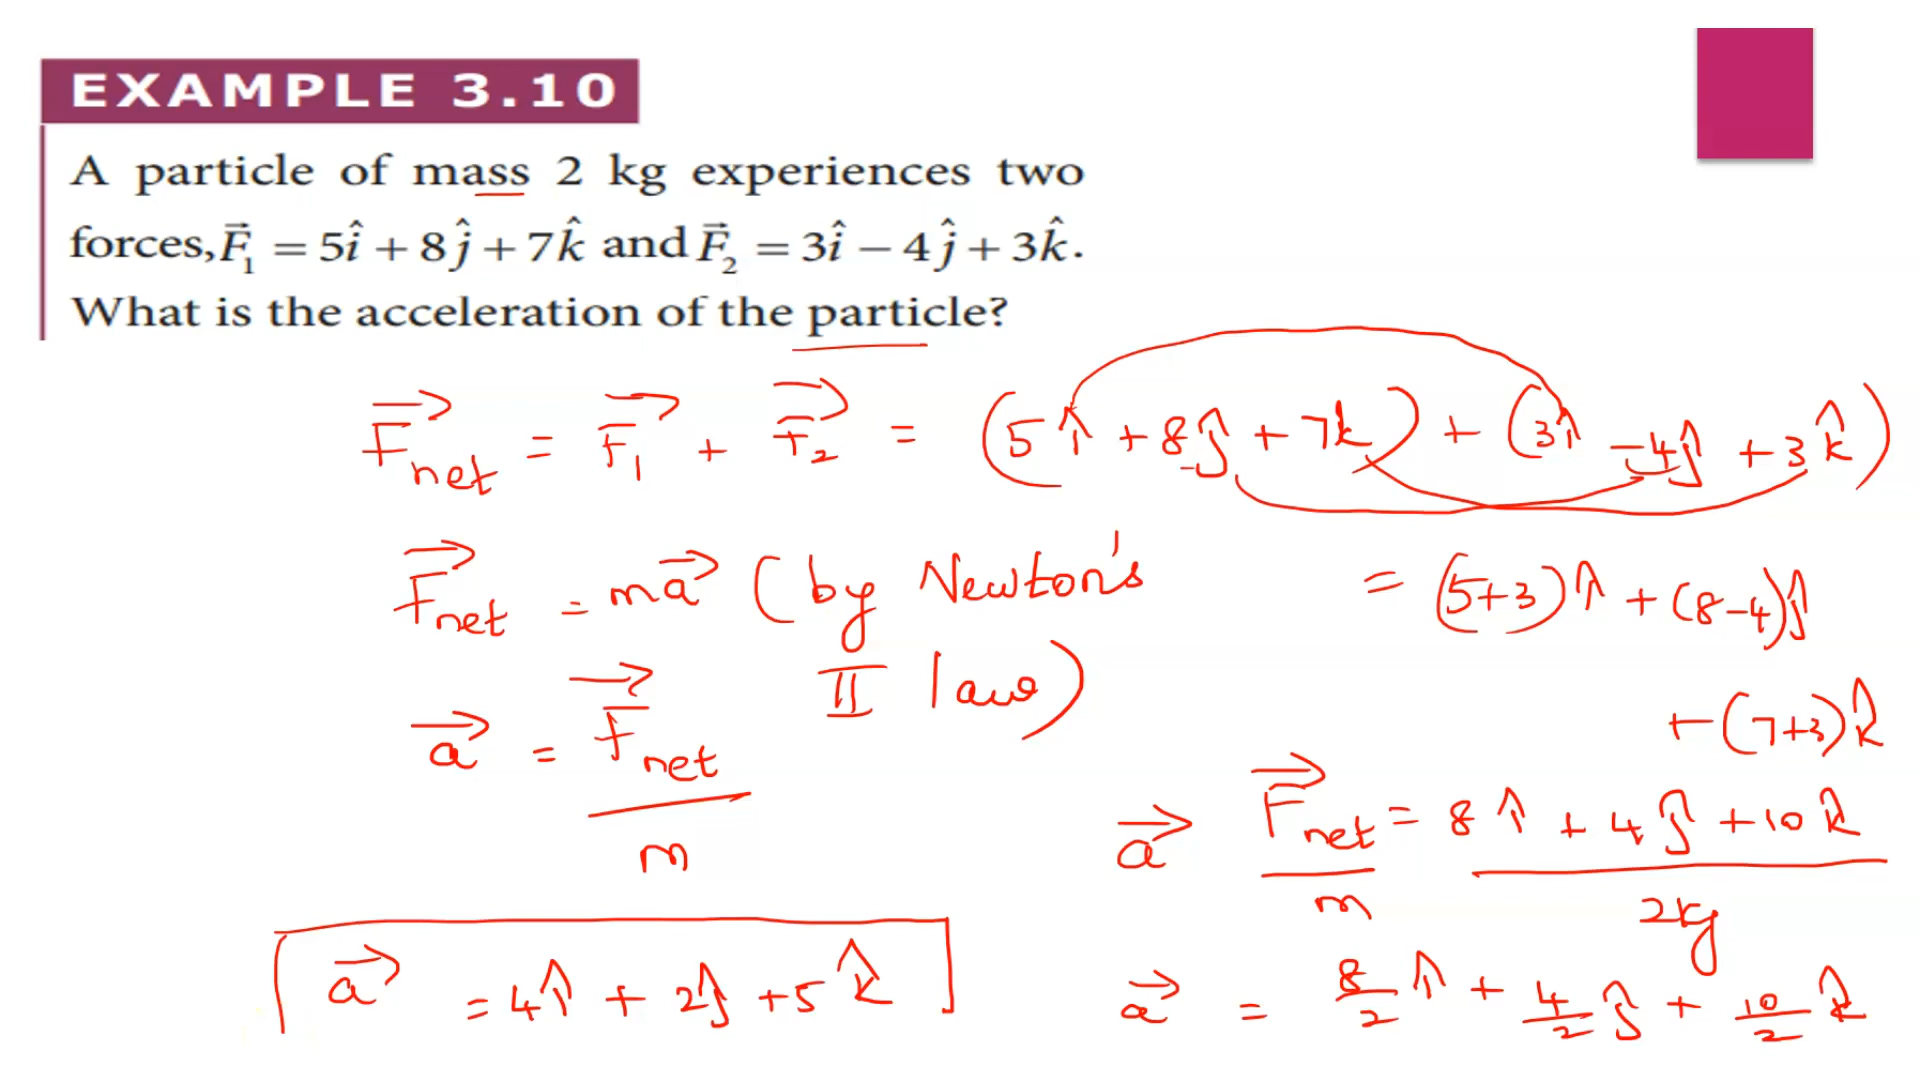 EXAMPLE 3.10
A particle of mass 2 kg experiences two
forces, F⃗₁ = 5î + 8ĵ + 7k̂ and F⃗₂ = 3î − 4ĵ + 3k̂.
What is the acceleration of the particle?
F⃗net = F⃗₁ + F⃗₂ = (5î + 8ĵ + 7k) + (3î − 4ĵ + 3k̂)
= (5+3)î + (8−4)ĵ
+ (7+3)k̂
F⃗net = ma⃗ (by Newton's
II law)
a⃗ = F⃗net
m
a⃗ F⃗net = 8î + 4ĵ + 10k̂
m 2kg
a⃗ = 8/2 î + 4/2 ĵ + 10/2 k̂
a⃗ = 4î + 2ĵ + 5k̂